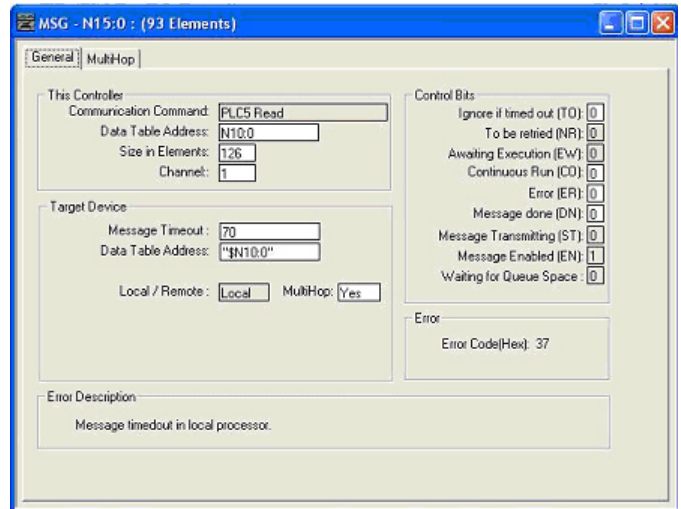 MSG - N15:0 : (93 Elements)
General MultiHop
This Controller
Communication Command: PLC5 Read
Data Table Address: N10:0
Size in Elements: 126
Channel: 1
Target Device
Message Timeout : 70
Data Table Address: "$N10:0"
Local / Remote : Local MultiHop: Yes
Control Bits
Ignore if timed out (TO): 0
To be retried (NR): 0
Awaiting Execution (EW): 0
Continuous Run (CO): 0
Error (ER): 0
Message done (DN): 0
Message Transmitting (ST): 0
Message Enabled (EN): 1
Waiting for Queue Space : 0
Error
Error Code(Hex): 37
Error Description
Message timedout in local processor.